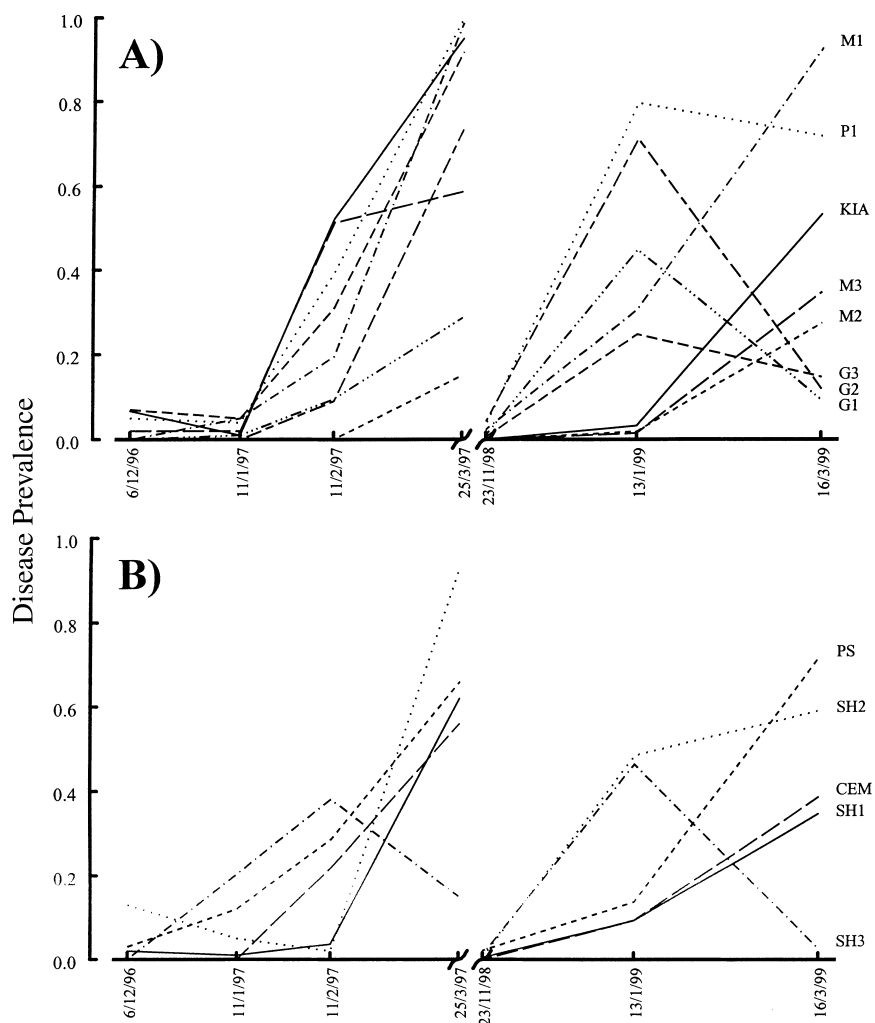 Disease Prevalence
A)
1.0
0.8
0.6
0.4
0.2
0.0
6/12/96
11/1/97
11/2/97
25/3/97
23/11/98
13/1/99
16/3/99
M1
P1
KIA
M3
M2
G3
G2
G1
B)
1.0
0.8
0.6
0.4
0.2
0.0
6/12/96
11/1/97
11/2/97
25/3/97
23/11/98
13/1/99
16/3/99
PS
SH2
CEM
SH1
SH3